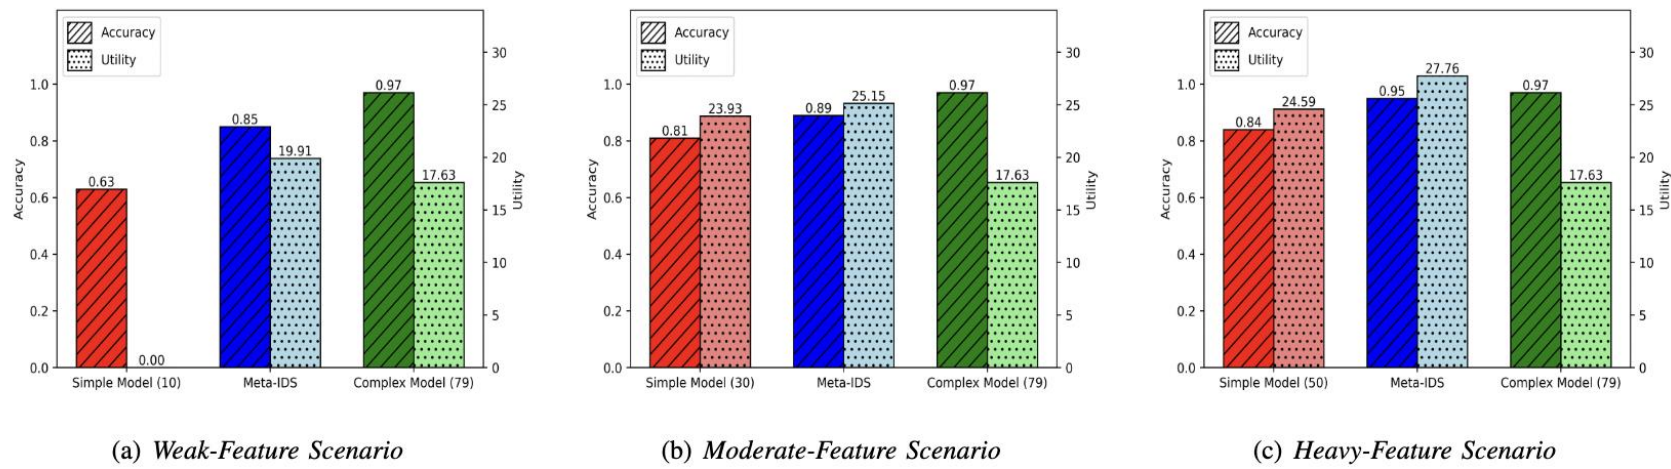 Accuracy
Utility
1.0
0.8
0.6
0.4
0.2
0.0
Accuracy
30
25
20
15
10
5
0
Utility
0.63
0.00
0.85
19.91
0.97
17.63
Simple Model (10)
Meta-IDS
Complex Model (79)
(a) Weak-Feature Scenario
Accuracy
Utility
1.0
0.8
0.6
0.4
0.2
0.0
Accuracy
30
25
20
15
10
5
0
Utility
0.81
23.93
0.89
25.15
0.97
17.63
Simple Model (30)
Meta-IDS
Complex Model (79)
(b) Moderate-Feature Scenario
Accuracy
Utility
1.0
0.8
0.6
0.4
0.2
0.0
Accuracy
30
25
20
15
10
5
0
Utility
0.84
24.59
0.95
27.76
0.97
17.63
Simple Model (50)
Meta-IDS
Complex Model (79)
(c) Heavy-Feature Scenario